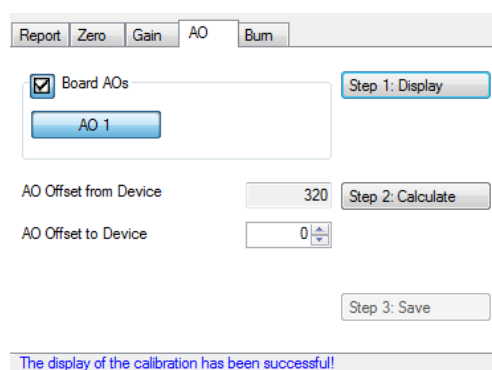 Report Zero Gain AO Burn
Board AOs
Step 1: Display
AO 1
AO Offset from Device 320 Step 2: Calculate
AO Offset to Device 0
Step 3: Save
The display of the calibration has been successful!